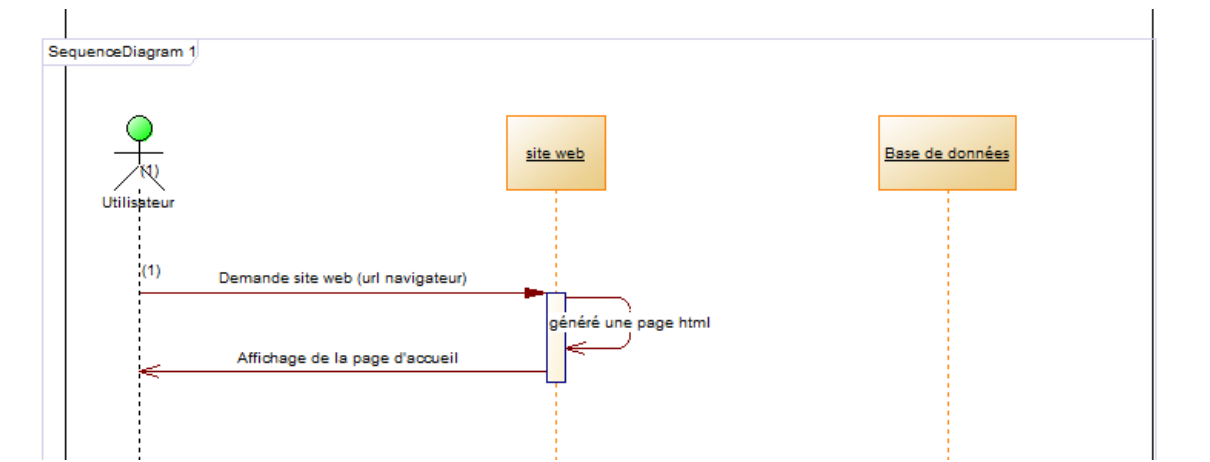 SequenceDiagram 1
(1)
Utilisateur
site web
Base de données
(1)
Demande site web (url navigateur)
généré une page html
Affichage de la page d'accueil